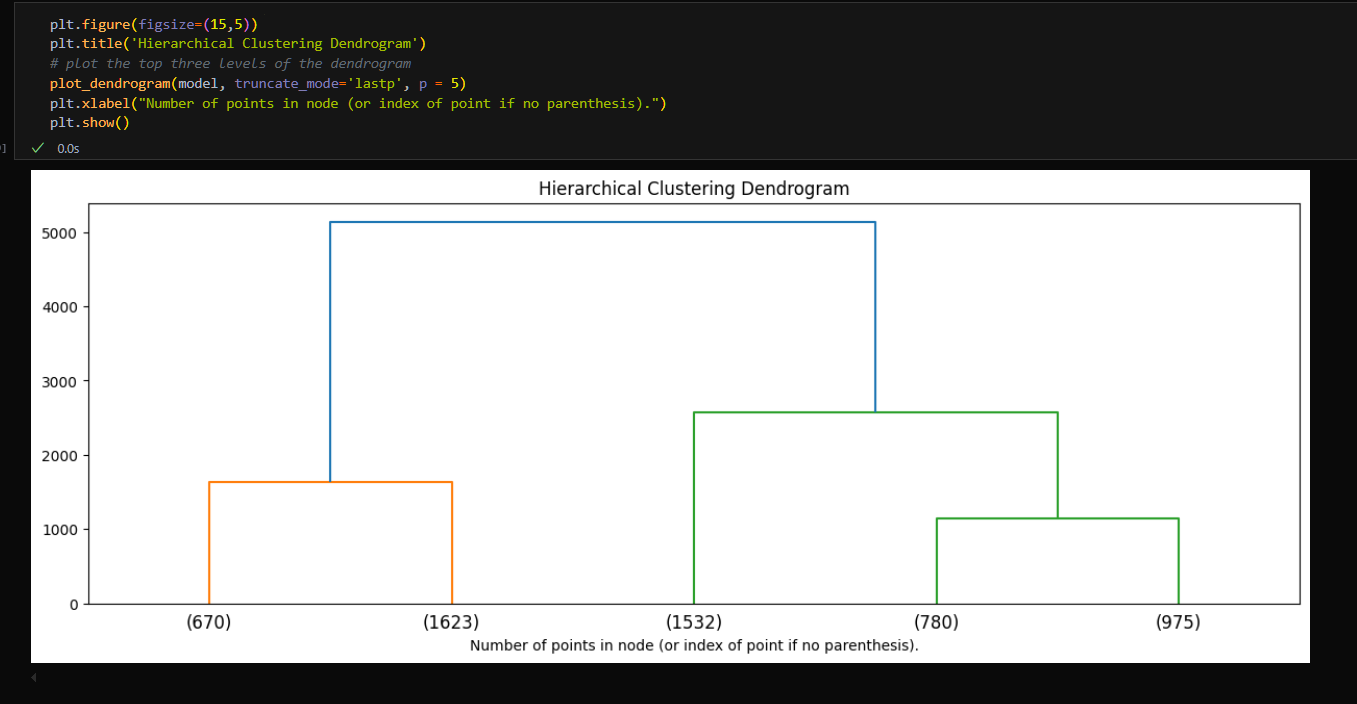 plt.figure(figsize=(15,5))
plt.title('Hierarchical Clustering Dendrogram')
# plot the top three levels of the dendrogram
plot_dendrogram(model, truncate_mode='lastp', p = 5)
plt.xlabel("Number of points in node (or index of point if no parenthesis).")
plt.show()
] ✓ 0.0s
Hierarchical Clustering Dendrogram
5000
4000
3000
2000
1000
0
(670) (1623) (1532) (780) (975)
Number of points in node (or index of point if no parenthesis).